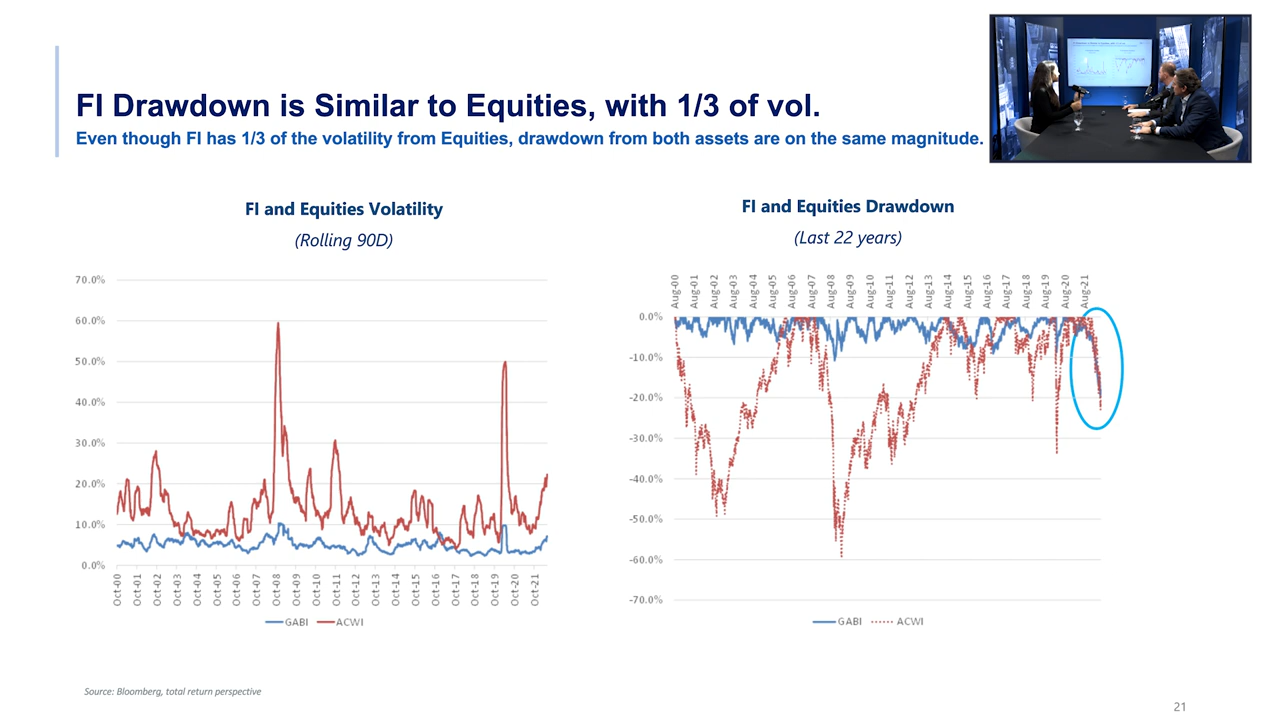 FI Drawdown is Similar to Equities, with 1/3 of vol.
Even though FI has 1/3 of the volatility from Equities, drawdown from both assets are on the same magnitude.
FI and Equities Volatility
(Rolling 90D)
70.0%
60.0%
50.0%
40.0%
30.0%
20.0%
10.0%
0.0%
Oct-00 Oct-01 Oct-02 Oct-03 Oct-04 Oct-05 Oct-06 Oct-07 Oct-08 Oct-09 Oct-10 Oct-11 Oct-12 Oct-13 Oct-14 Oct-15 Oct-16 Oct-17 Oct-18 Oct-19 Oct-20 Oct-21
GABI ACWI
FI and Equities Drawdown
(Last 22 years)
Aug-00 Aug-01 Aug-02 Aug-03 Aug-04 Aug-05 Aug-06 Aug-07 Aug-08 Aug-09 Aug-10 Aug-11 Aug-12 Aug-13 Aug-14 Aug-15 Aug-16 Aug-17 Aug-18 Aug-19 Aug-20 Aug-21
0.0%
-10.0%
-20.0%
-30.0%
-40.0%
-50.0%
-60.0%
-70.0%
GABI ACWI
Source: Bloomberg, total return perspective
21